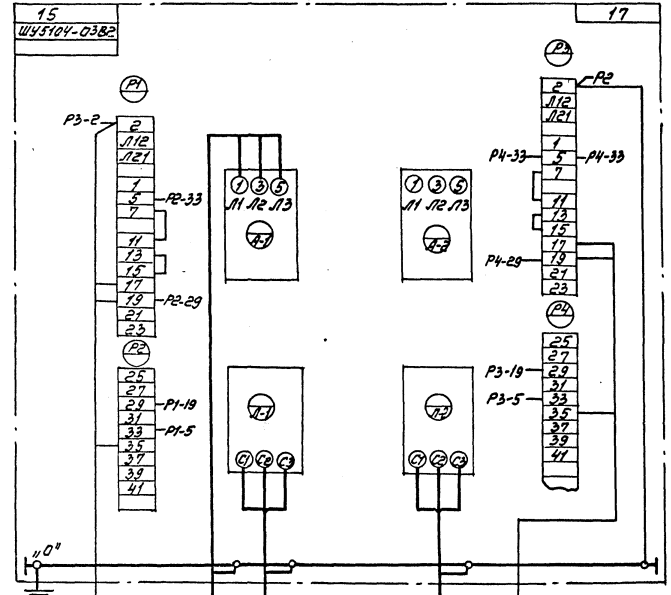 15
ШУ5104-03В2
17
Р1
Р3-2
2
Л12
Л21
1
5
Р2-33
7
11
13
15
17
19
Р2-29
21
23
Р2
25
27
29
Р1-19
31
33
Р1-5
35
37
39
41
1 3 5
Л1 Л2 Л3
А-1
Л-1
С1 С2 С3
1 3 5
Л1 Л2 Л3
А-2
Л-2
С1 С2 С3
Р3
2
Р2
Л12
Л21
1
Р4-33
5
Р4-33
7
11
13
15
17
Р4-29
19
21
23
Р4
25
27
Р3-19
29
31
Р3-5
33
35
37
39
41
„0"